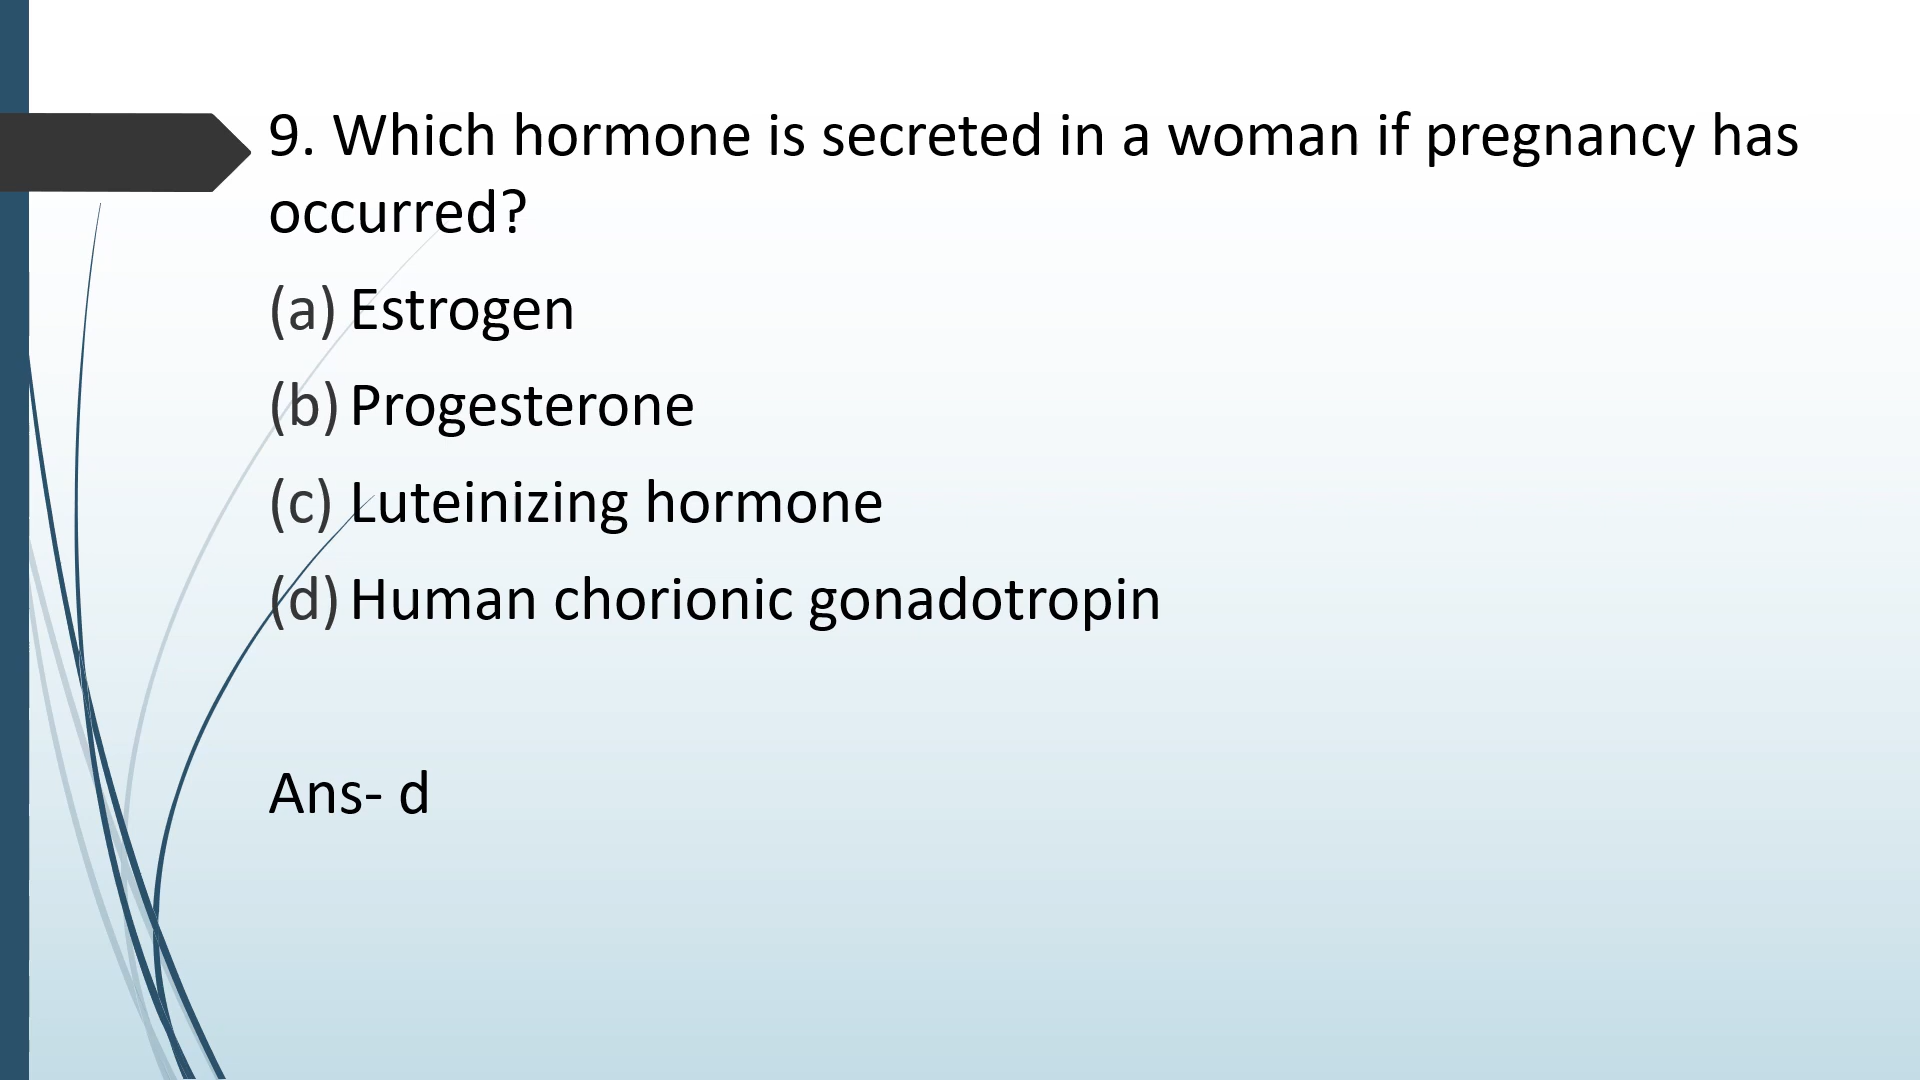 9. Which hormone is secreted in a woman if pregnancy has
occurred?
(a) Estrogen
(b) Progesterone
(c) Luteinizing hormone
(d) Human chorionic gonadotropin
Ans- d